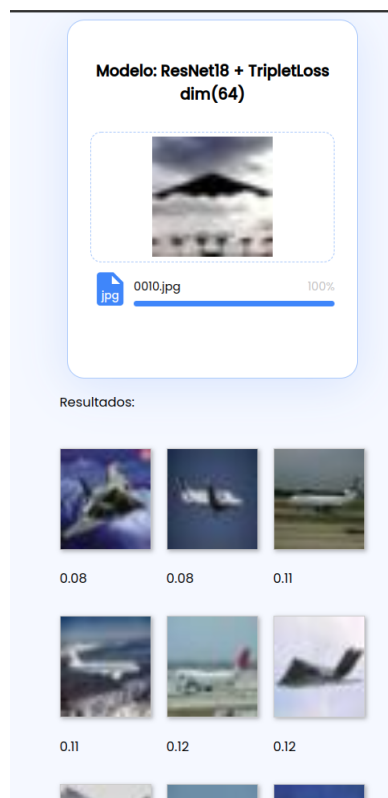 Modelo: ResNet18 + TripletLoss
dim(64)
jpg
0010.jpg 100%
Resultados:
0.08 0.08 0.11
0.11 0.12 0.12